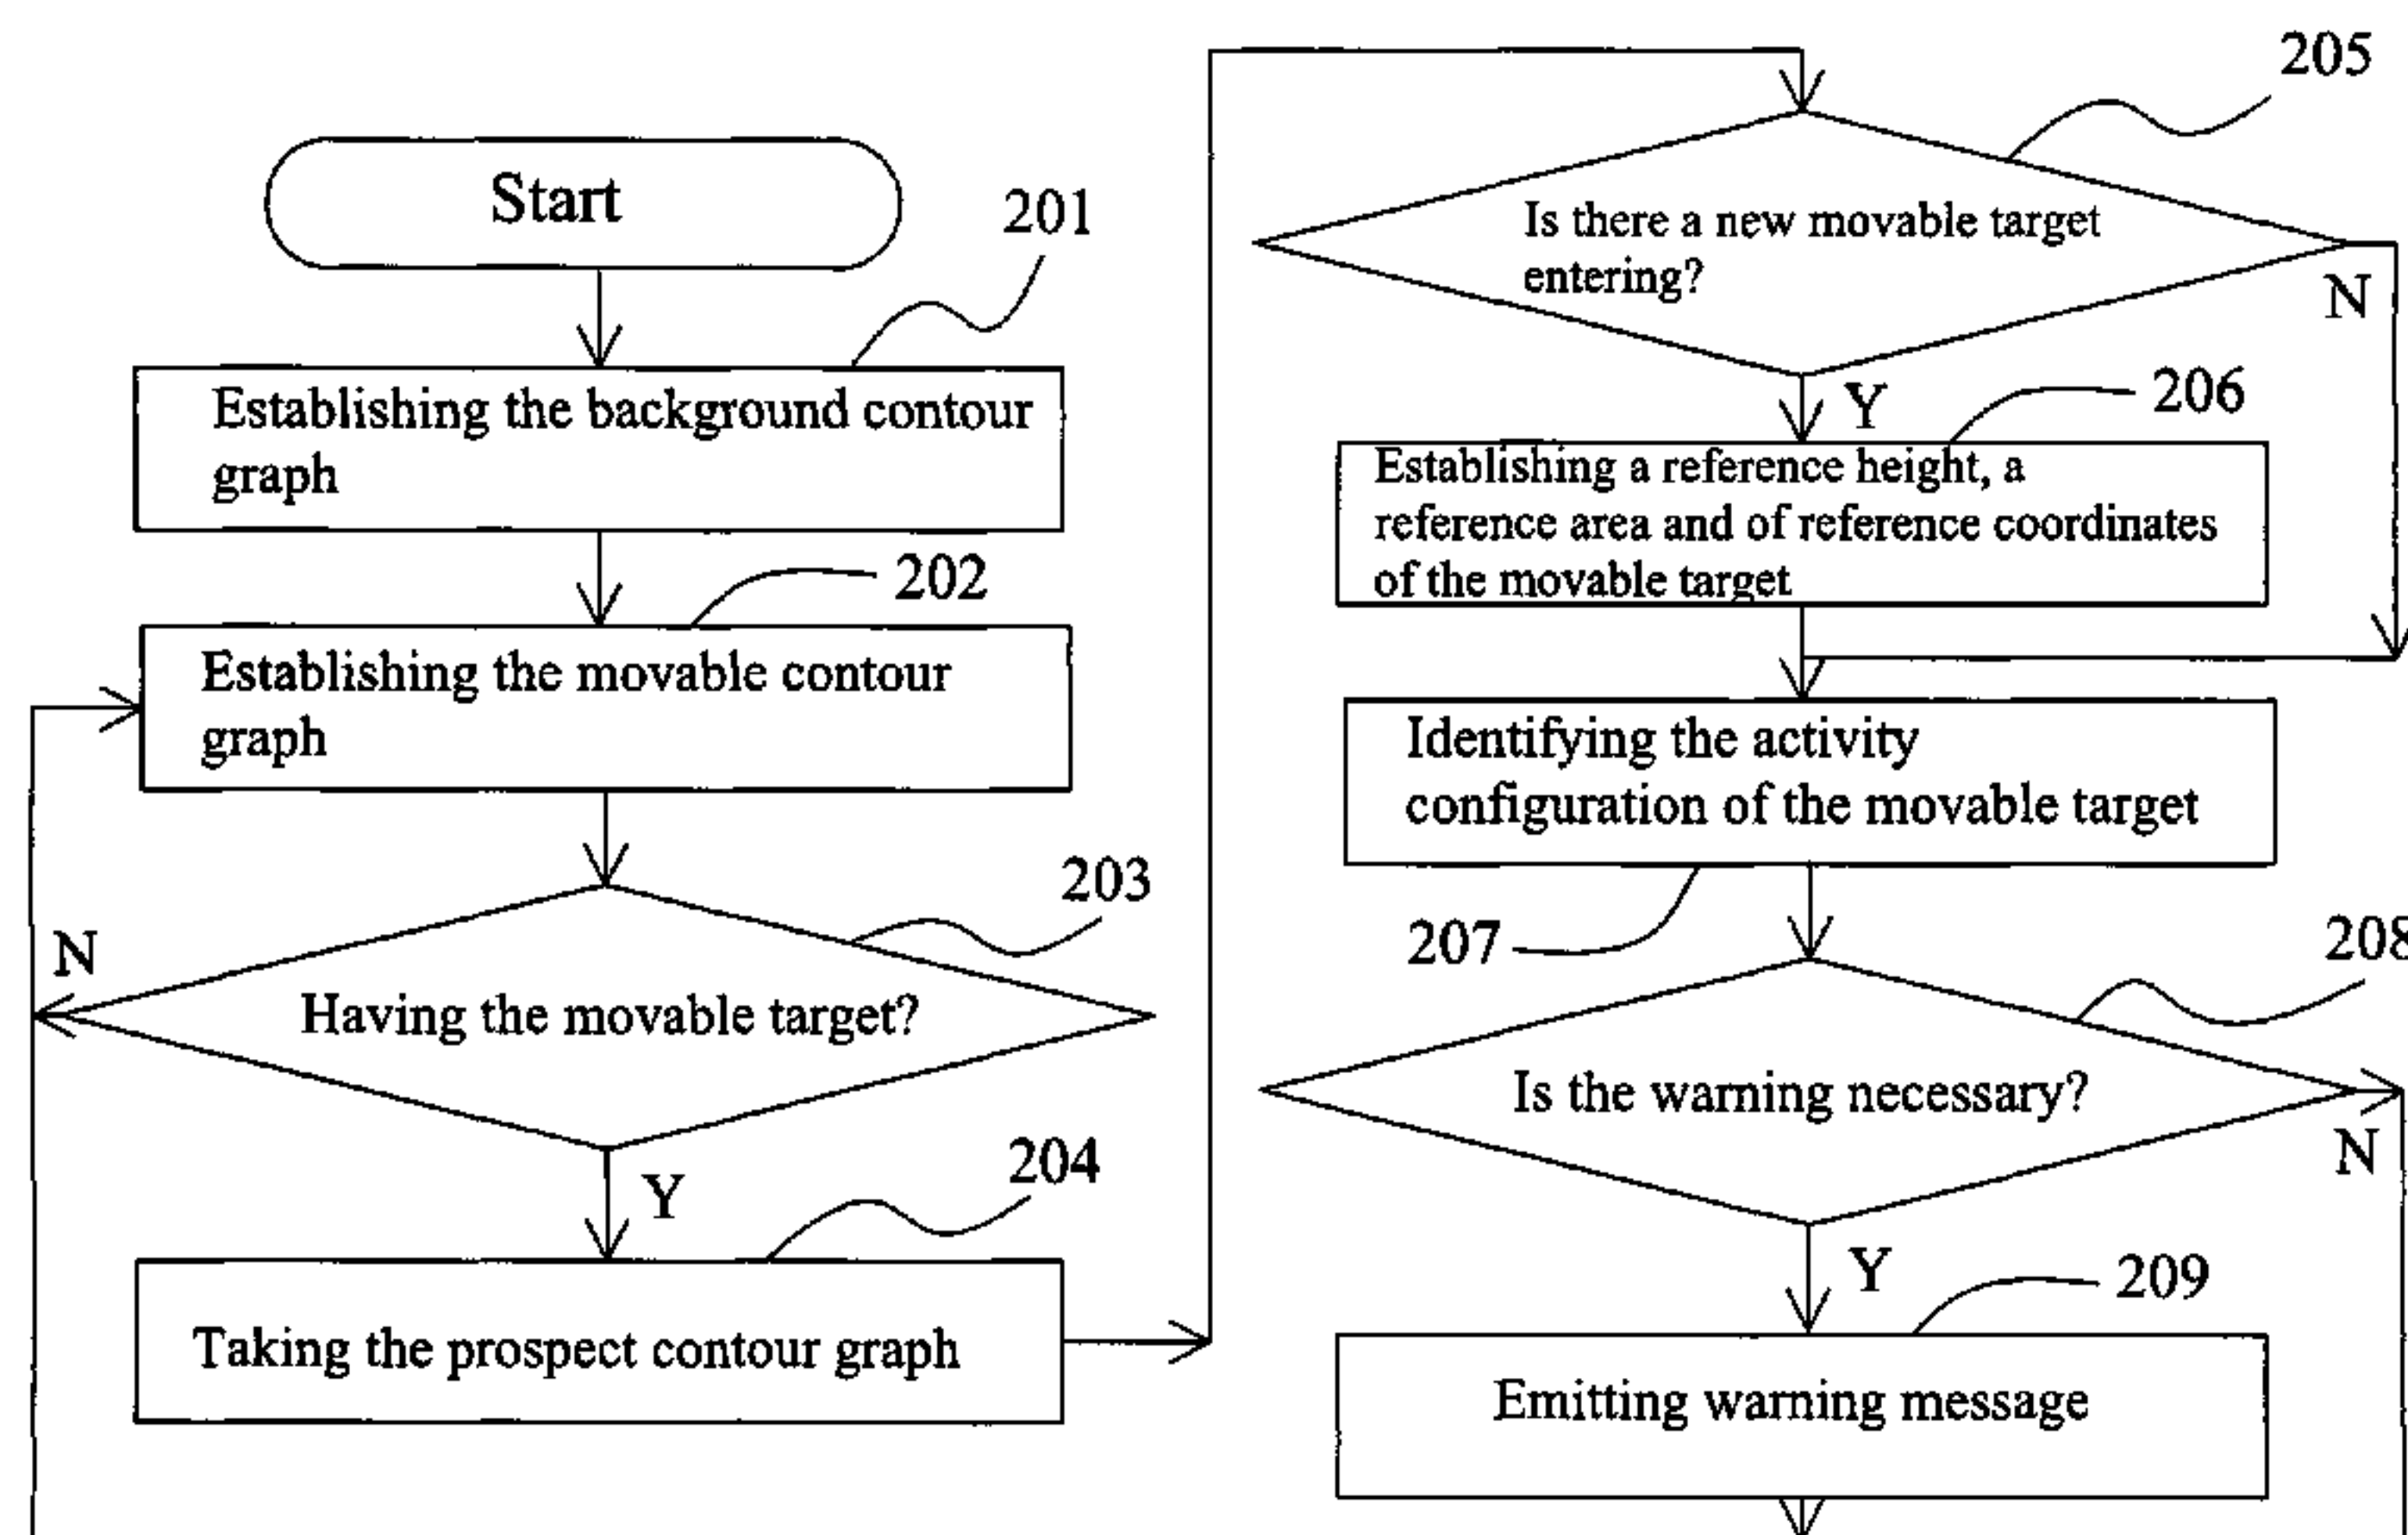 Start
201
Establishing the background contour
graph
202
Establishing the movable contour
graph
203
N
Having the movable target?
Y
204
Taking the prospect contour graph
205
Is there a new movable target
entering?
N
Y
206
Establishing a reference height, a
reference area and of reference coordinates
of the movable target
Identifying the activity
configuration of the movable target
207
208
Is the warning necessary?
N
Y
209
Emitting warning message